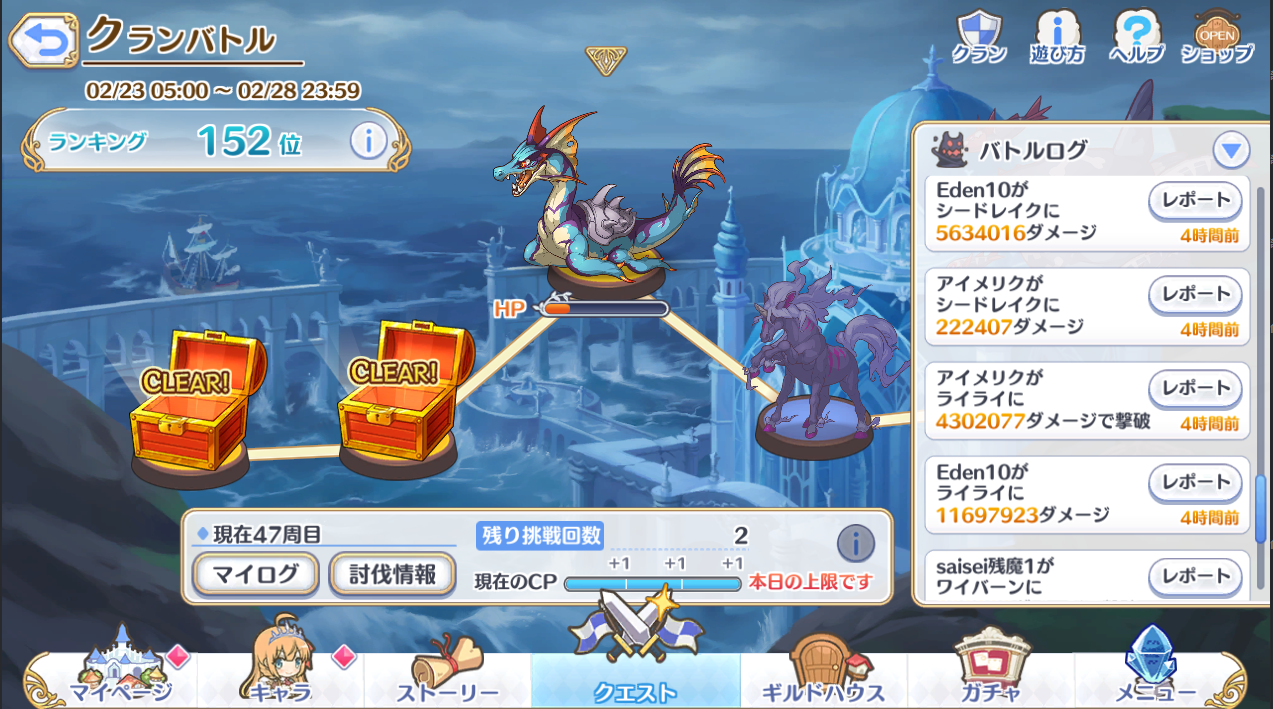 クランバトル
クラン
遊び方
ヘルプ
OPEN
ショップ
02/23 05:00 ～ 02/28 23:59
ランキング 152位
バトルログ
Eden10が
シードレイクに
5634016ダメージ
レポート
4時間前
アイメリクが
シードレイクに
222407ダメージ
レポート
4時間前
アイメリクが
ライライに
4302077ダメージで撃破
レポート
4時間前
Eden10が
ライライに
11697923ダメージ
レポート
4時間前
saisei残魔1が
ワイバーンに
レポート
HP
CLEAR!
CLEAR!
現在47周目
マイログ
討伐情報
残り挑戦回数 2
+1 +1 +1
現在のCP 本日の上限です
マイページ
キャラ
ストーリー
クエスト
ギルドハウス
ガチャ
メニュー